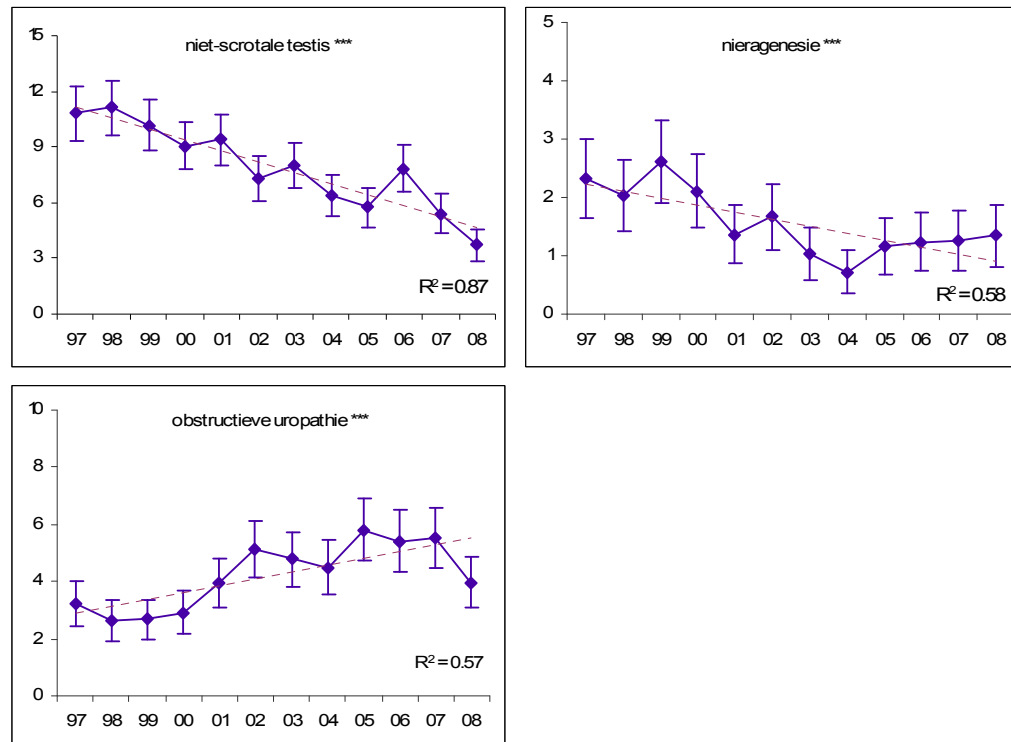 niet-scrotale testis ***
15
12
9
6
3
0
R² = 0.87
97 98 99 00 01 02 03 04 05 06 07 08
nieragenesie ***
5
4
3
2
1
0
R² = 0.58
97 98 99 00 01 02 03 04 05 06 07 08
obstructieve uropathie ***
10
8
6
4
2
0
R² = 0.57
97 98 99 00 01 02 03 04 05 06 07 08